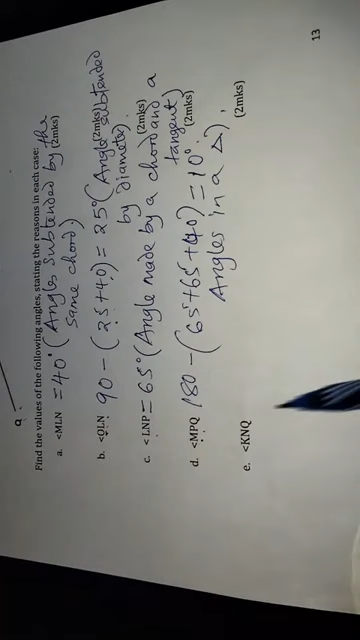 Find the values of the following angles, stating the reasons in each case:
a. <MLN = 40° (Angles subtended by the (2mks)
same chord)
b. <OLN 90 - (25+40) = 25° (Angle subtended (2mks)
by diameter)
c. <LNP = 65° (Angle made by a chord and a (2mks)
tangent)
d. <MPQ 180 - (65+65+40) = 10° (2mks)
Angles in a Δ),
e. <KNQ (2mks)
13